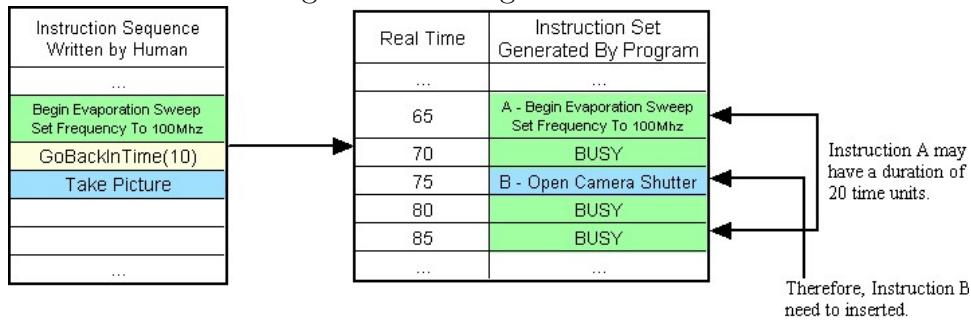 Instruction Sequence
Written by Human
...
Begin Evaporation Sweep
Set Frequency To 100Mhz
GoBackInTime(10)
Take Picture
...
Real Time
Instruction Set
Generated By Program
... ...
65
A - Begin Evaporation Sweep
Set Frequency To 100Mhz
70 BUSY
75 B - Open Camera Shutter
80 BUSY
85 BUSY
... ...
Instruction A may
have a duration of
20 time units.
Therefore, Instruction B
need to inserted.